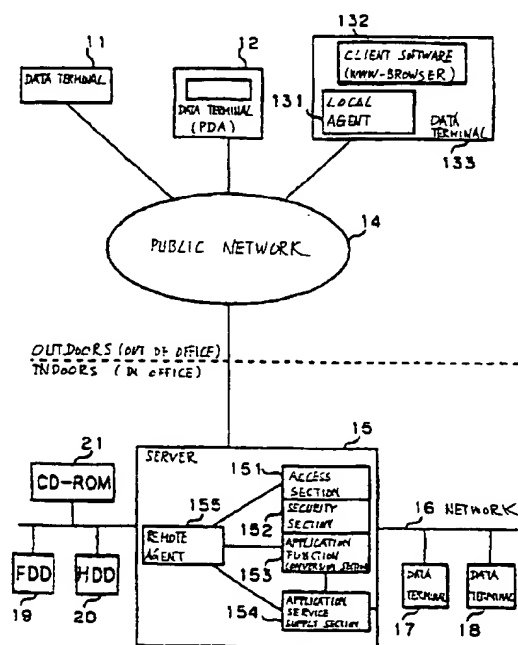 11
DATA TERMINAL
12
DATA TERMINAL
(PDA)
132
CLIENT SOFTWARE
(WWW-BROWSER)
131
LOCAL
AGENT
DATA
TERMINAL
133
PUBLIC NETWORK
14
OUTDOORS (OUT OF OFFICE)
INDOORS (IN OFFICE)
15
SERVER
21
CD-ROM
FDD
19
HDD
20
155
REMOTE
AGENT
151
ACCESS
SECTION
152
SECURITY
SECTION
APPLICATION
FUNCTION
CONVERSION SECTION
153
APPLICATION
SERVICE
SUPPLY SECTION
154
16 NETWORK
DATA
TERMINAL
17
DATA
TERMINAL
18